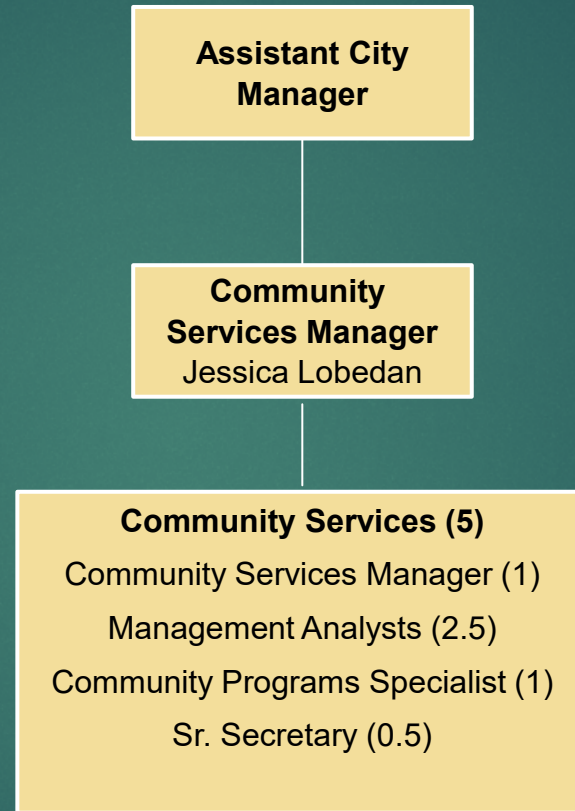 Assistant City
Manager
Community
Services Manager
Jessica Lobedan
Community Services (5)
Community Services Manager (1)
Management Analysts (2.5)
Community Programs Specialist (1)
Sr. Secretary (0.5)